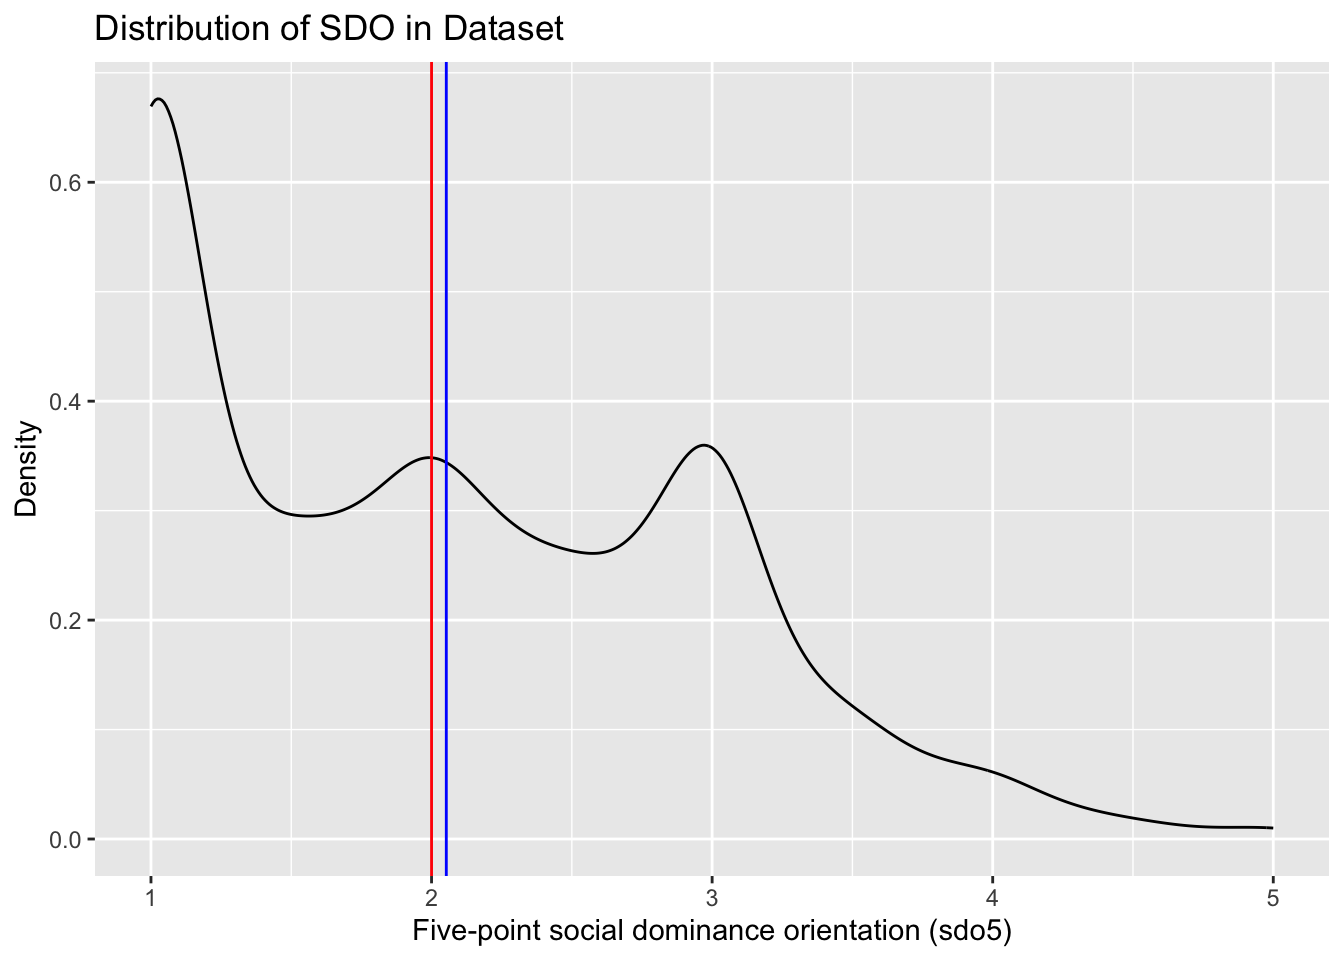 Distribution of SDO in Dataset
Density
0.6
0.4
0.2
0.0
1 2 3 4 5
Five-point social dominance orientation (sdo5)